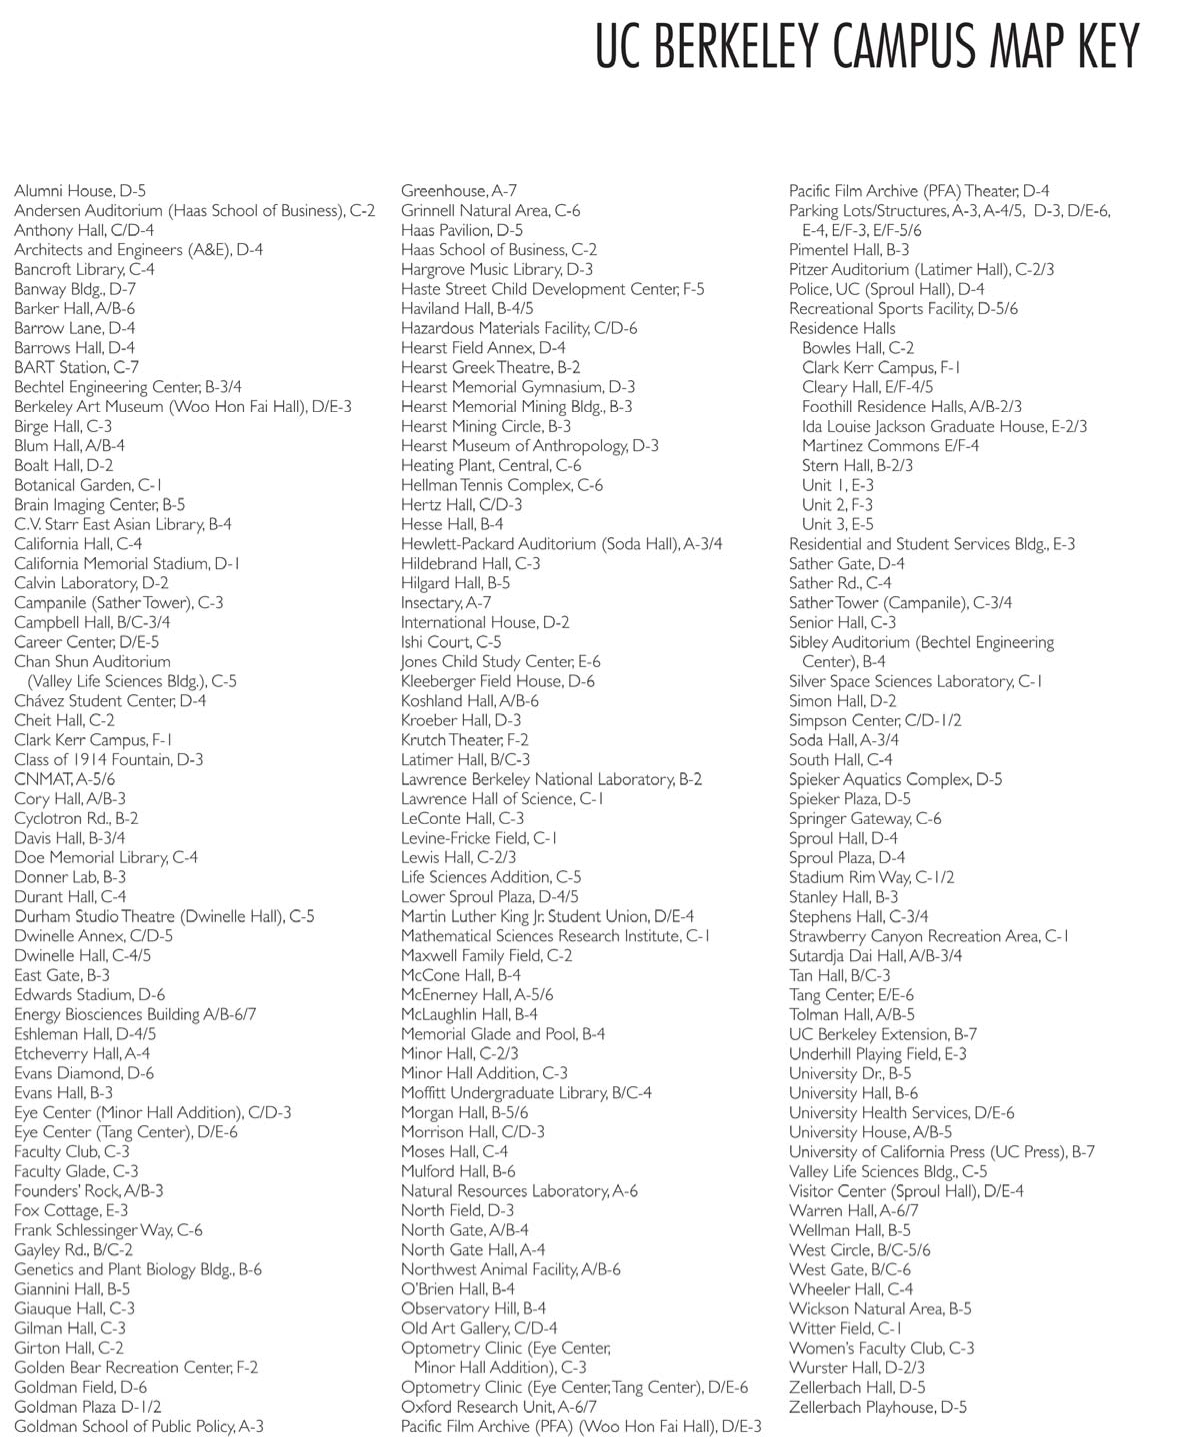 UC BERKELEY CAMPUS MAP KEY
Alumni House, D-5
Andersen Auditorium (Haas School of Business), C-2
Anthony Hall, C/D-4
Architects and Engineers (A&E), D-4
Bancroft Library, C-4
Banway Bldg., D-7
Barker Hall, A/B-6
Barrow Lane, D-4
Barrows Hall, D-4
BART Station, C-7
Bechtel Engineering Center, B-3/4
Berkeley Art Museum (Woo Hon Fai Hall), D/E-3
Birge Hall, C-3
Blum Hall, A/B-4
Boalt Hall, D-2
Botanical Garden, C-1
Brain Imaging Center, B-5
C.V. Starr East Asian Library, B-4
California Hall, C-4
California Memorial Stadium, D-1
Calvin Laboratory, D-2
Campanile (Sather Tower), C-3
Campbell Hall, B/C-3/4
Career Center, D/E-5
Chan Shun Auditorium
(Valley Life Sciences Bldg.), C-5
Chávez Student Center, D-4
Cheit Hall, C-2
Clark Kerr Campus, F-1
Class of 1914 Fountain, D-3
CNMAT, A-5/6
Cory Hall, A/B-3
Cyclotron Rd., B-2
Davis Hall, B-3/4
Doe Memorial Library, C-4
Donner Lab, B-3
Durant Hall, C-4
Durham Studio Theatre (Dwinelle Hall), C-5
Dwinelle Annex, C/D-5
Dwinelle Hall, C-4/5
East Gate, B-3
Edwards Stadium, D-6
Energy Biosciences Building A/B-6/7
Eshleman Hall, D-4/5
Etcheverry Hall, A-4
Evans Diamond, D-6
Evans Hall, B-3
Eye Center (Minor Hall Addition), C/D-3
Eye Center (Tang Center), D/E-6
Faculty Club, C-3
Faculty Glade, C-3
Founders' Rock, A/B-3
Fox Cottage, E-3
Frank Schlessinger Way, C-6
Gayley Rd., B/C-2
Genetics and Plant Biology Bldg., B-6
Giannini Hall, B-5
Giauque Hall, C-3
Gilman Hall, C-3
Girton Hall, C-2
Golden Bear Recreation Center, F-2
Goldman Field, D-6
Goldman Plaza D-1/2
Goldman School of Public Policy, A-3
Greenhouse, A-7
Grinnell Natural Area, C-6
Haas Pavilion, D-5
Haas School of Business, C-2
Hargrove Music Library, D-3
Haste Street Child Development Center, F-5
Haviland Hall, B-4/5
Hazardous Materials Facility, C/D-6
Hearst Field Annex, D-4
Hearst Greek Theatre, B-2
Hearst Memorial Gymnasium, D-3
Hearst Memorial Mining Bldg., B-3
Hearst Mining Circle, B-3
Hearst Museum of Anthropology, D-3
Heating Plant, Central, C-6
Hellman Tennis Complex, C-6
Hertz Hall, C/D-3
Hesse Hall, B-4
Hewlett-Packard Auditorium (Soda Hall), A-3/4
Hildebrand Hall, C-3
Hilgard Hall, B-5
Insectary, A-7
International House, D-2
Ishi Court, C-5
Jones Child Study Center, E-6
Kleeberger Field House, D-6
Koshland Hall, A/B-6
Kroeber Hall, D-3
Krutch Theater, F-2
Latimer Hall, B/C-3
Lawrence Berkeley National Laboratory, B-2
Lawrence Hall of Science, C-1
LeConte Hall, C-3
Levine-Fricke Field, C-1
Lewis Hall, C-2/3
Life Sciences Addition, C-5
Lower Sproul Plaza, D-4/5
Martin Luther King Jr. Student Union, D/E-4
Mathematical Sciences Research Institute, C-1
Maxwell Family Field, C-2
McCone Hall, B-4
McEnerney Hall, A-5/6
McLaughlin Hall, B-4
Memorial Glade and Pool, B-4
Minor Hall, C-2/3
Minor Hall Addition, C-3
Moffitt Undergraduate Library, B/C-4
Morgan Hall, B-5/6
Morrison Hall, C/D-3
Moses Hall, C-4
Mulford Hall, B-6
Natural Resources Laboratory, A-6
North Field, D-3
North Gate, A/B-4
North Gate Hall, A-4
Northwest Animal Facility, A/B-6
O'Brien Hall, B-4
Observatory Hill, B-4
Old Art Gallery, C/D-4
Optometry Clinic (Eye Center,
Minor Hall Addition), C-3
Optometry Clinic (Eye Center, Tang Center), D/E-6
Oxford Research Unit, A-6/7
Pacific Film Archive (PFA) (Woo Hon Fai Hall), D/E-3
Pacific Film Archive (PFA) Theater, D-4
Parking Lots/Structures, A-3, A-4/5, D-3, D/E-6,
E-4, E/F-3, E/F-5/6
Pimentel Hall, B-3
Pitzer Auditorium (Latimer Hall), C-2/3
Police, UC (Sproul Hall), D-4
Recreational Sports Facility, D-5/6
Residence Halls
Bowles Hall, C-2
Clark Kerr Campus, F-1
Cleary Hall, E/F-4/5
Foothill Residence Halls, A/B-2/3
Ida Louise Jackson Graduate House, E-2/3
Martinez Commons E/F-4
Stern Hall, B-2/3
Unit 1, E-3
Unit 2, F-3
Unit 3, E-5
Residential and Student Services Bldg., E-3
Sather Gate, D-4
Sather Rd., C-4
Sather Tower (Campanile), C-3/4
Senior Hall, C-3
Sibley Auditorium (Bechtel Engineering
Center), B-4
Silver Space Sciences Laboratory, C-1
Simon Hall, D-2
Simpson Center, C/D-1/2
Soda Hall, A-3/4
South Hall, C-4
Spieker Aquatics Complex, D-5
Spieker Plaza, D-5
Springer Gateway, C-6
Sproul Hall, D-4
Sproul Plaza, D-4
Stadium Rim Way, C-1/2
Stanley Hall, B-3
Stephens Hall, C-3/4
Strawberry Canyon Recreation Area, C-1
Sutardja Dai Hall, A/B-3/4
Tan Hall, B/C-3
Tang Center, E/E-6
Tolman Hall, A/B-5
UC Berkeley Extension, B-7
Underhill Playing Field, E-3
University Dr., B-5
University Hall, B-6
University Health Services, D/E-6
University House, A/B-5
University of California Press (UC Press), B-7
Valley Life Sciences Bldg., C-5
Visitor Center (Sproul Hall), D/E-4
Warren Hall, A-6/7
Wellman Hall, B-5
West Circle, B/C-5/6
West Gate, B/C-6
Wheeler Hall, C-4
Wickson Natural Area, B-5
Witter Field, C-1
Women's Faculty Club, C-3
Wurster Hall, D-2/3
Zellerbach Hall, D-5
Zellerbach Playhouse, D-5